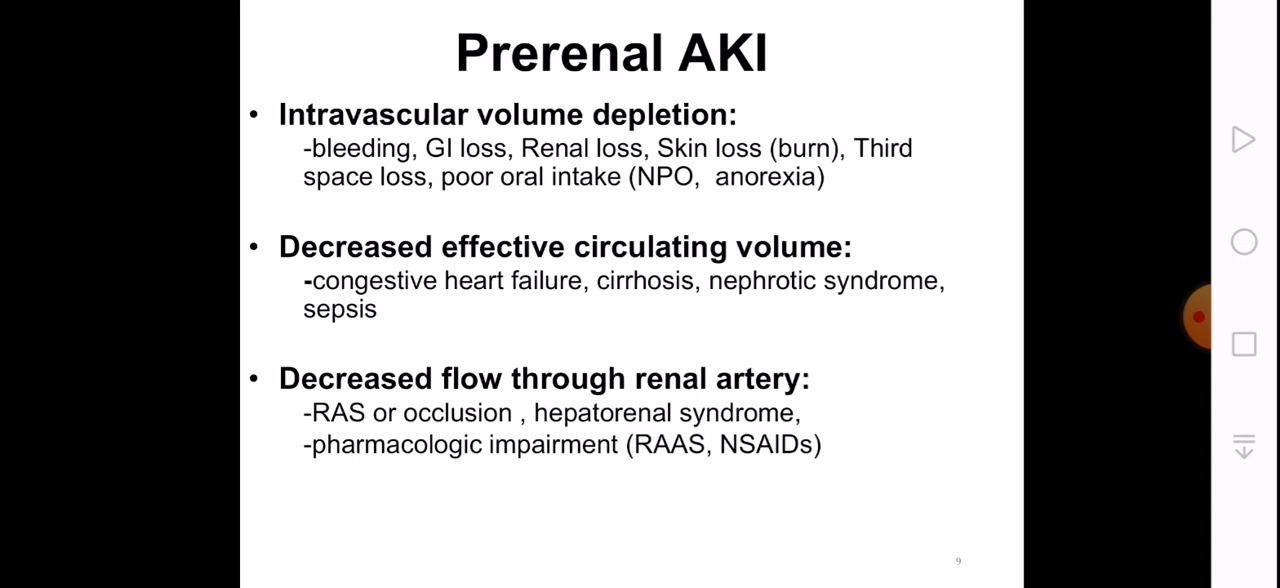 Prerenal AKI
• Intravascular volume depletion:
-bleeding, GI loss, Renal loss, Skin loss (burn), Third
space loss, poor oral intake (NPO,  anorexia)
• Decreased effective circulating volume:
-congestive heart failure, cirrhosis, nephrotic syndrome,
sepsis
• Decreased flow through renal artery:
-RAS or occlusion , hepatorenal syndrome,
-pharmacologic impairment (RAAS, NSAIDs)
9